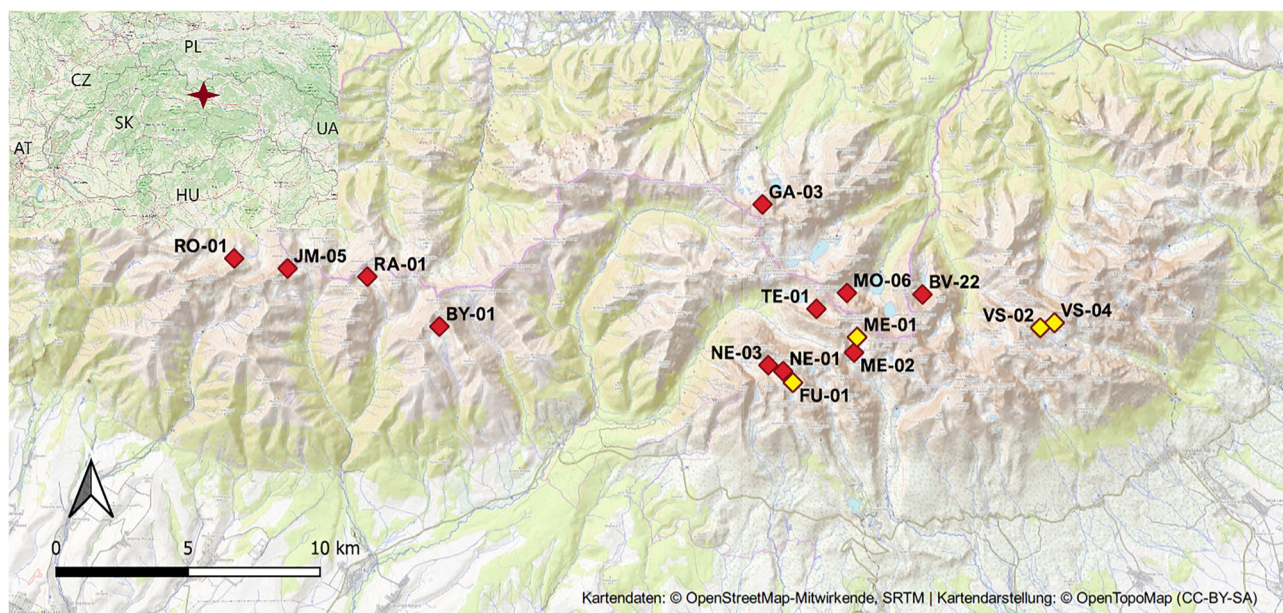 PL
CZ
SK
UA
AT
HU
GA-03
RO-01
JM-05
RA-01
MO-06
BV-22
TE-01
BY-01
VS-02
VS-04
ME-01
NE-03
NE-01
ME-02
FU-01
0 5 10 km
Kartendaten: © OpenStreetMap-Mitwirkende, SRTM | Kartendarstellung: © OpenTopoMap (CC-BY-SA)